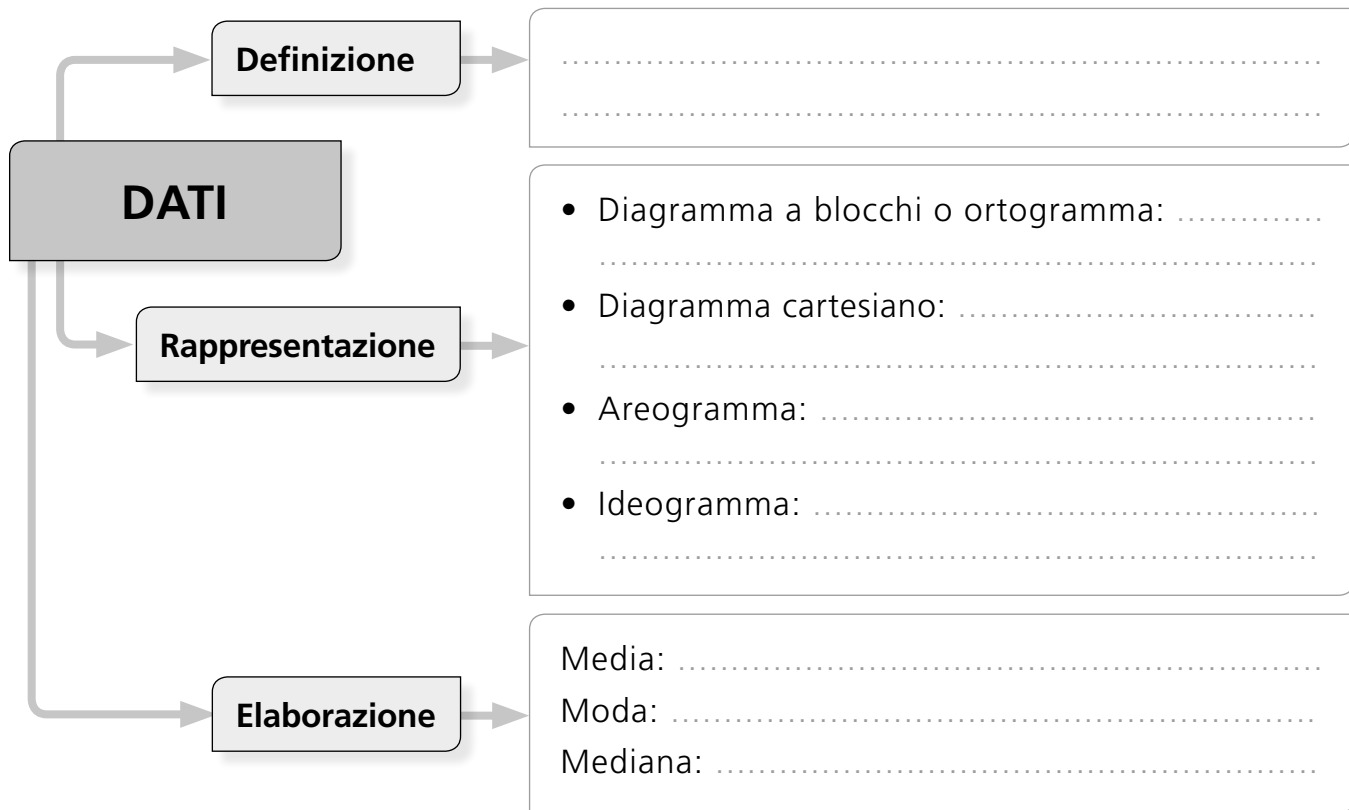 Definizione
DATI
• Diagramma a blocchi o ortogramma: ..............
......................................................................
• Diagramma cartesiano: ..................................
......................................................................
Rappresentazione
• Areogramma: ................................................
......................................................................
• Ideogramma: .................................................
......................................................................
Elaborazione
Media: ..............................................................
Moda: ..............................................................
Mediana: ..........................................................